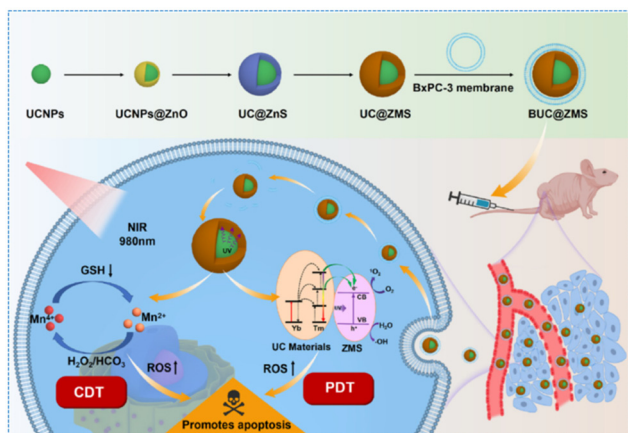 UCNPs
UCNPs@ZnO
UC@ZnS
UC@ZMS
BxPC-3 membrane
BUC@ZMS
NIR
980nm
UV
GSH↓
Mn⁴⁺
Mn²⁺
H₂O₂/HCO₃
ROS↑
CDT
Yb
Tm
UC Materials
e⁻
CB
VB
h⁺
ZMS
¹O₂
O₂
H₂O
·OH
ROS↑
PDT
Promotes apoptosis